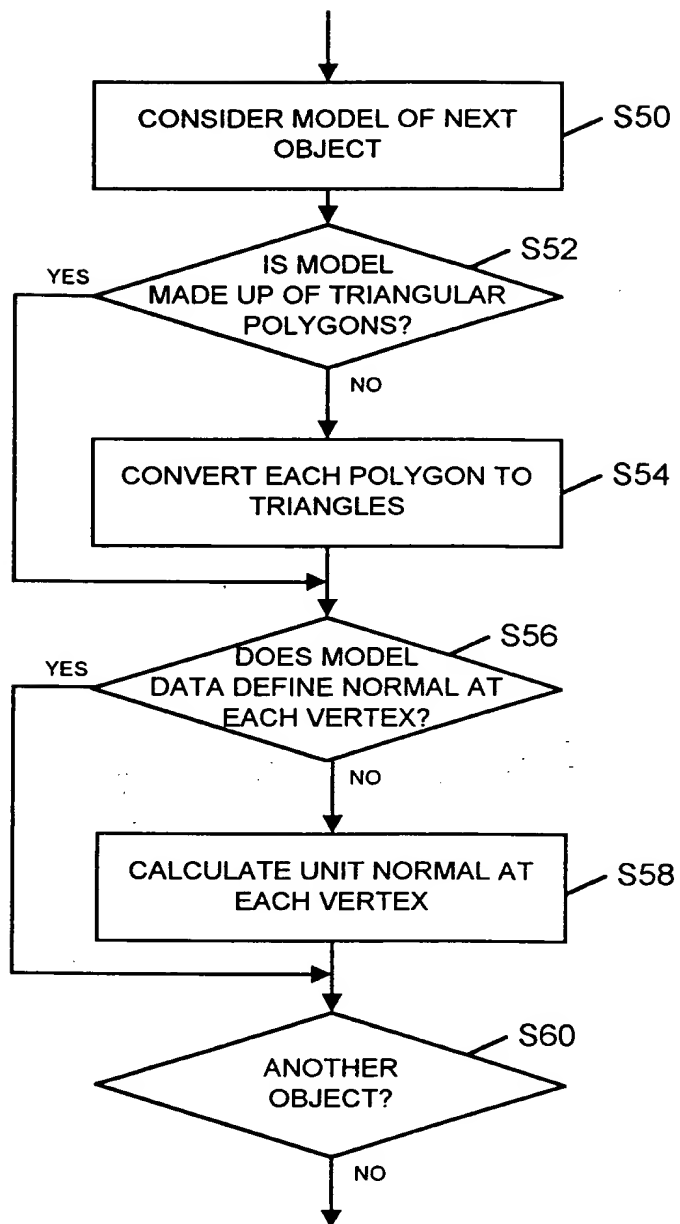 CONSIDER MODEL OF NEXT
OBJECT
S50
S52
YES
IS MODEL
MADE UP OF TRIANGULAR
POLYGONS?
NO
CONVERT EACH POLYGON TO
TRIANGLES
S54
S56
YES
DOES MODEL
DATA DEFINE NORMAL AT
EACH VERTEX?
NO
CALCULATE UNIT NORMAL AT
EACH VERTEX
S58
S60
ANOTHER
OBJECT?
NO